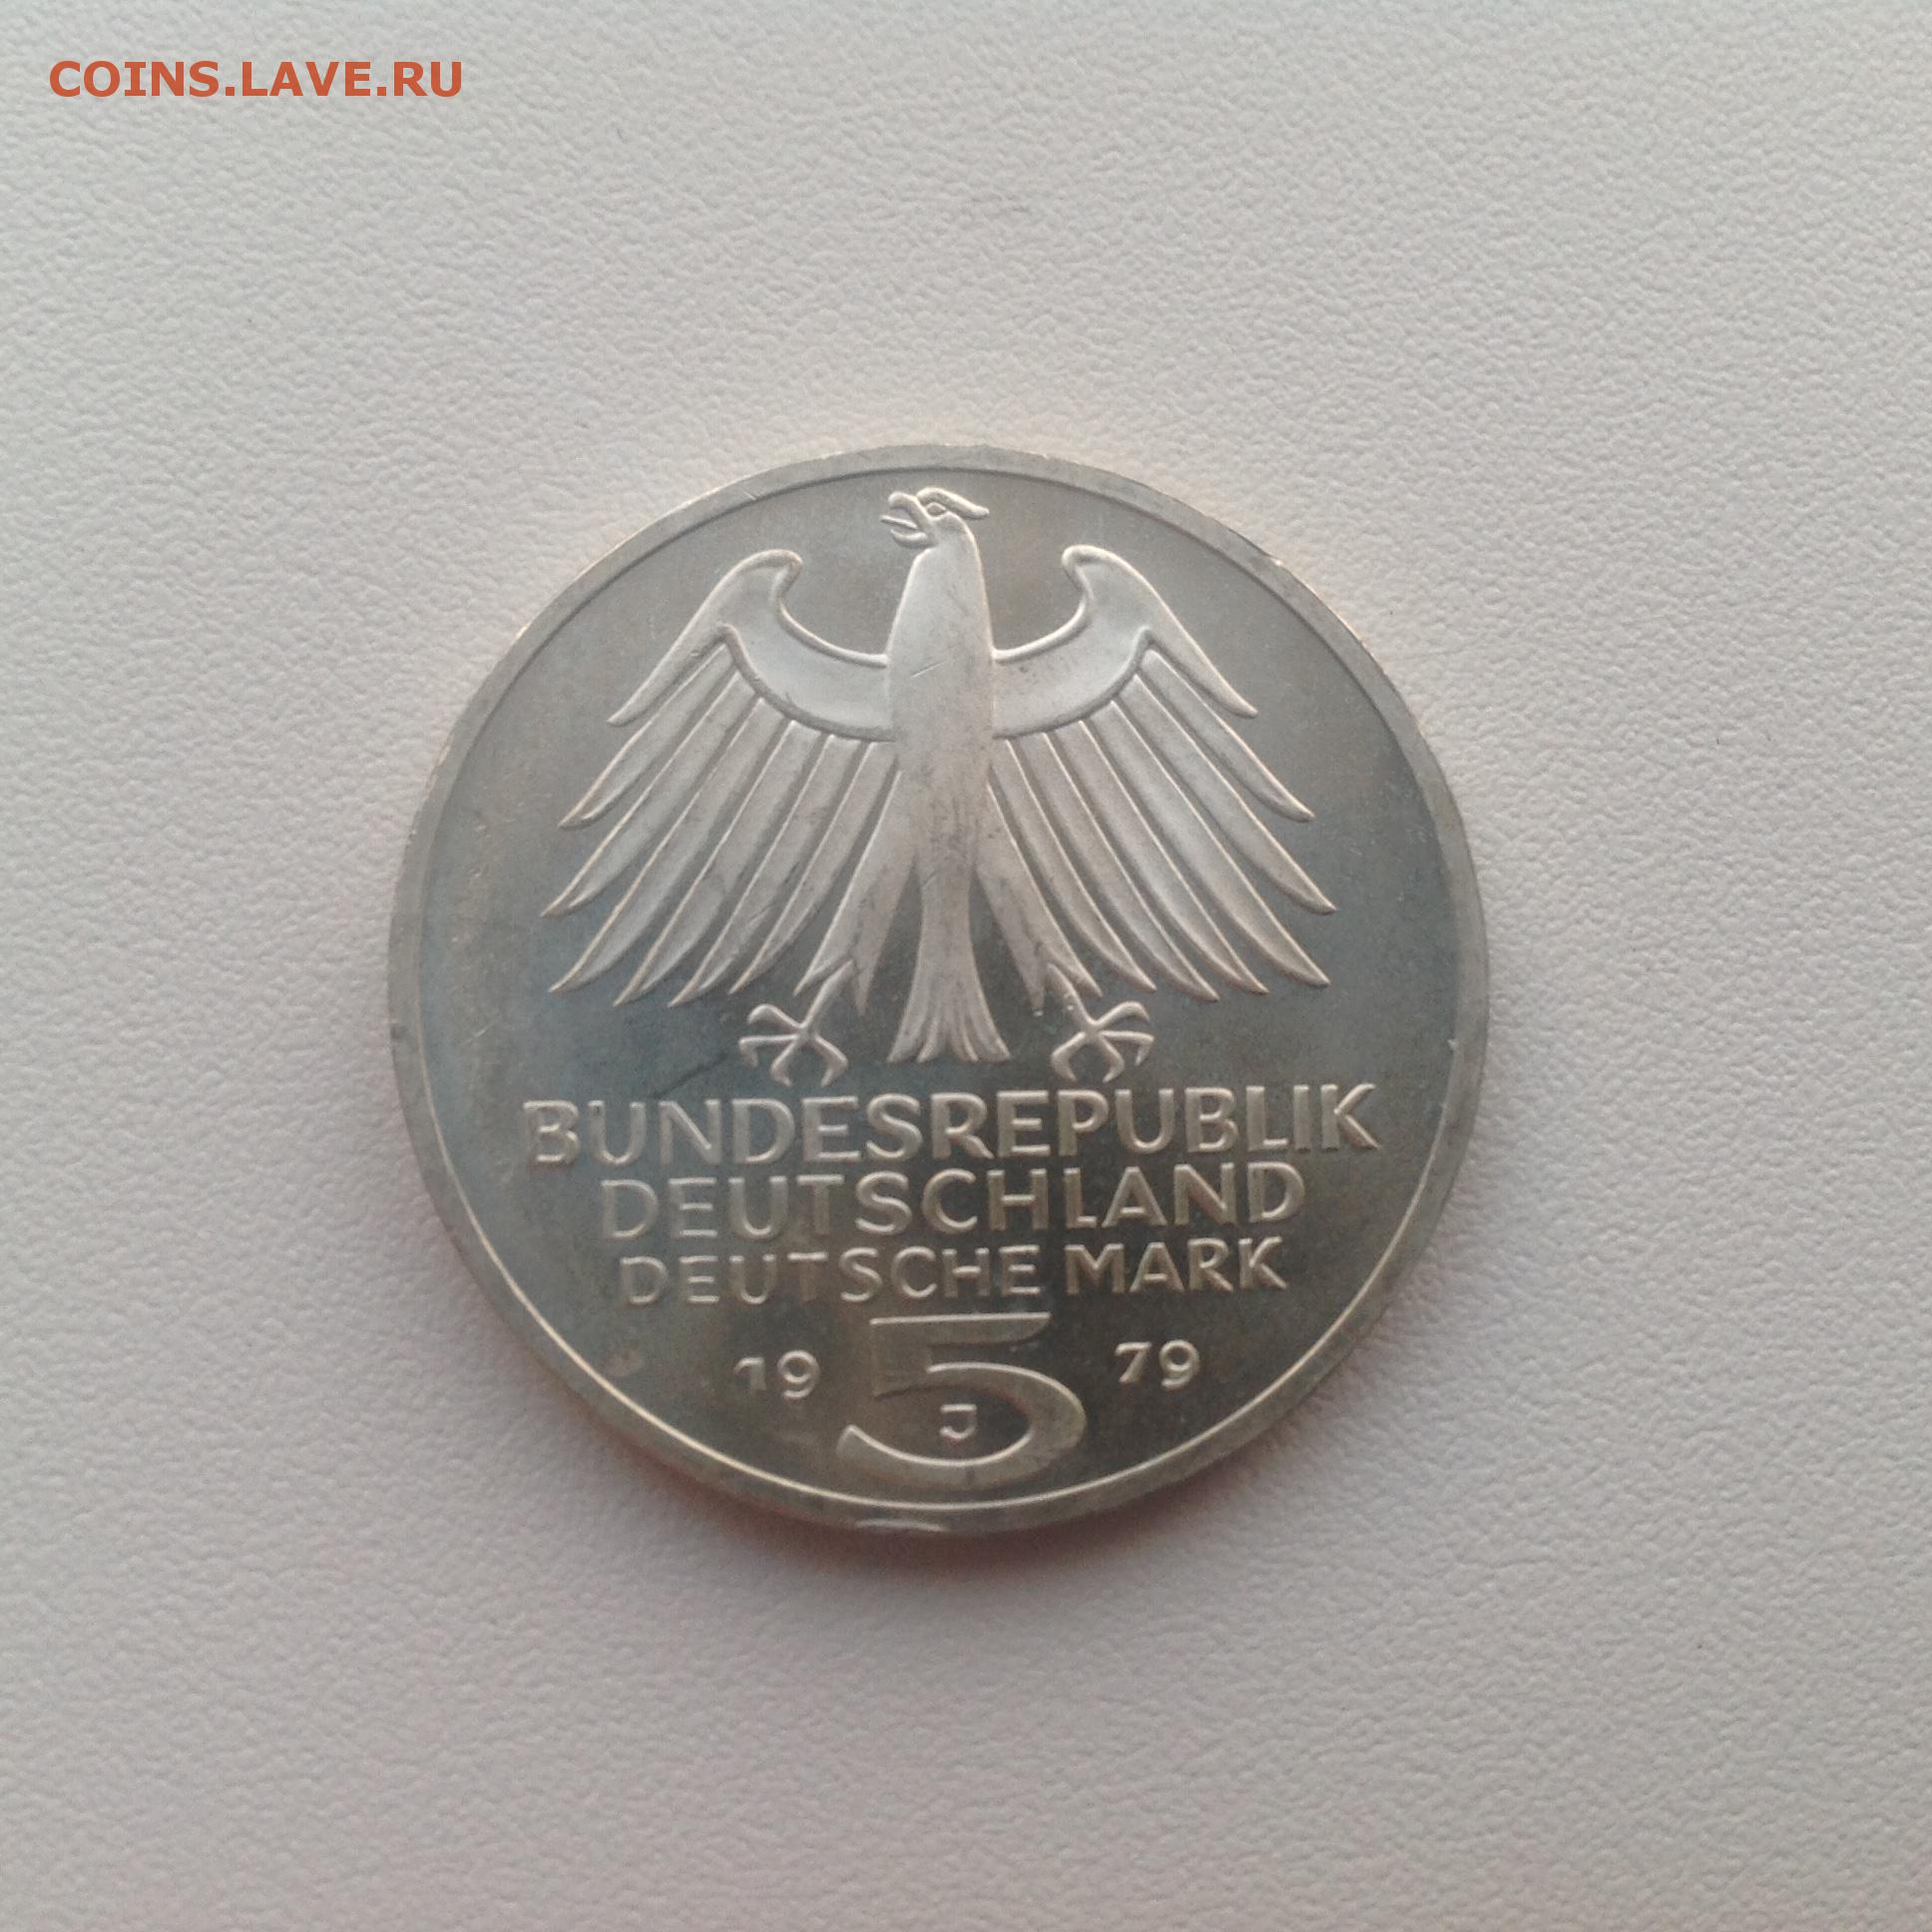 COINS.LAVE.RU
BUNDESREPUBLIK
DEUTSCHLAND
DEUTSCHE MARK
19 5 79
J